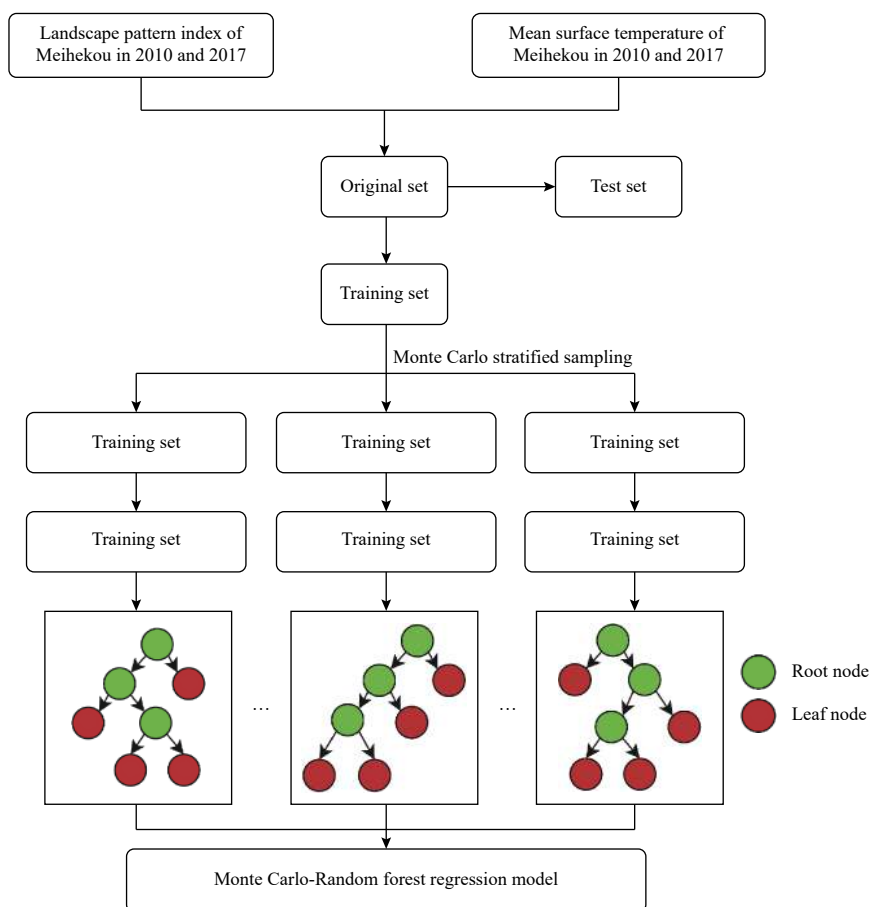 Landscape pattern index of
Meihekou in 2010 and 2017
Mean surface temperature of
Meihekou in 2010 and 2017
Original set
Test set
Training set
Monte Carlo stratified sampling
Training set
Training set
Training set
Training set
Training set
Training set
...
...
Root node
Leaf node
Monte Carlo-Random forest regression model